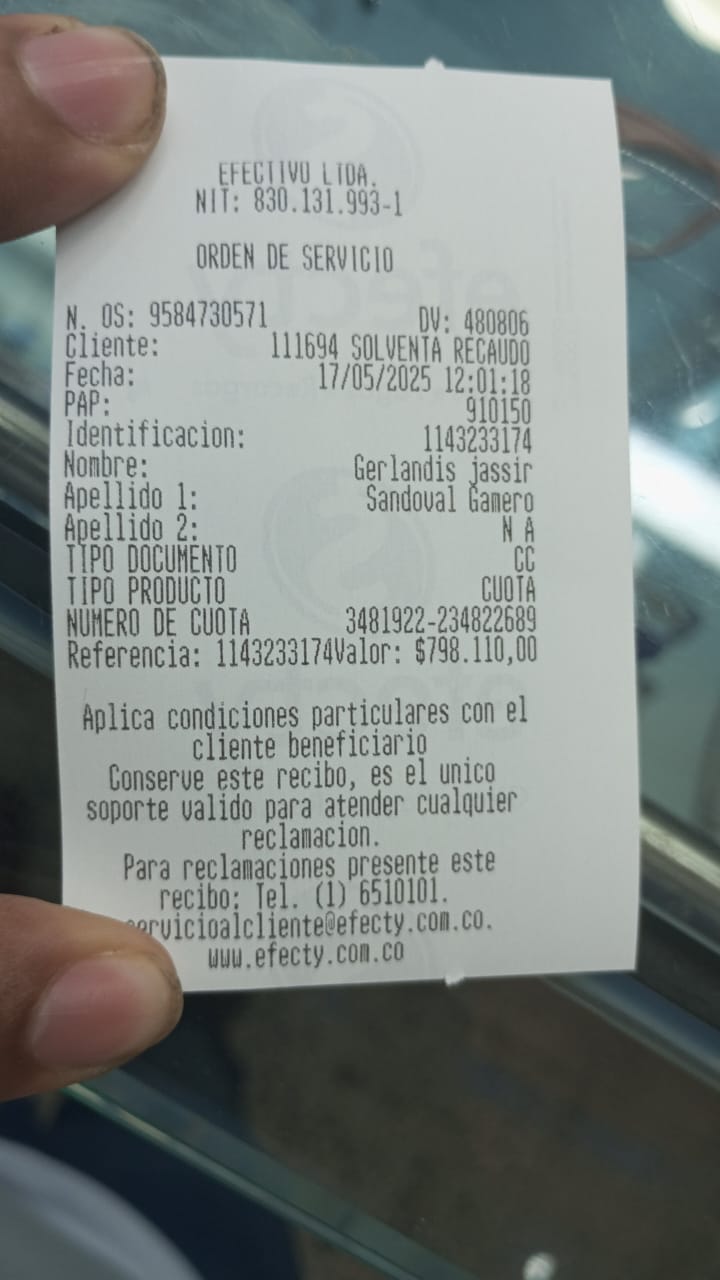 EFECTIVO LTDA.
NIT: 830.131.993-1
ORDEN DE SERVICIO
N. OS: 9584730571 DV: 480806
Cliente: 111694 SOLVENTA RECAUDO
Fecha: 17/05/2025 12:01:18
PAP: 910150
Identificacion: 1143233174
Nombre: Gerlandis jassir
Apellido 1: Sandoval Gamero
Apellido 2: N A
TIPO DOCUMENTO CC
TIPO PRODUCTO CUOTA
NUMERO DE CUOTA 3481922-234822689
Referencia: 1143233174Valor: $798.110,00
Aplica condiciones particulares con el
cliente beneficiario
Conserve este recibo, es el unico
soporte valido para atender cualquier
reclamacion.
Para reclamaciones presente este
recibo: Tel. (1) 6510101.
servicioalcliente@efecty.com.co.
www.efecty.com.co